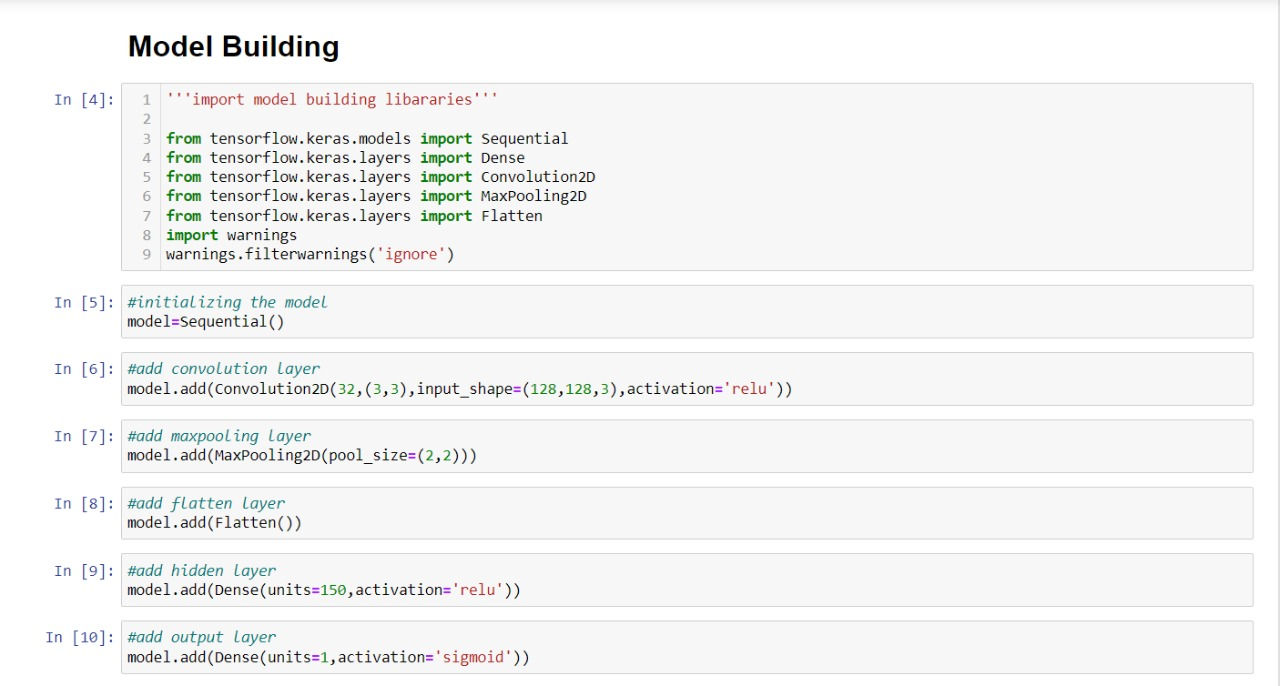 Model Building
In [4]:
1 '''import model building libararies'''
2
3 from tensorflow.keras.models import Sequential
4 from tensorflow.keras.layers import Dense
5 from tensorflow.keras.layers import Convolution2D
6 from tensorflow.keras.layers import MaxPooling2D
7 from tensorflow.keras.layers import Flatten
8 import warnings
9 warnings.filterwarnings('ignore')
In [5]:
#initializing the model
model=Sequential()
In [6]:
#add convolution layer
model.add(Convolution2D(32,(3,3),input_shape=(128,128,3),activation='relu'))
In [7]:
#add maxpooling layer
model.add(MaxPooling2D(pool_size=(2,2)))
In [8]:
#add flatten layer
model.add(Flatten())
In [9]:
#add hidden layer
model.add(Dense(units=150,activation='relu'))
In [10]:
#add output layer
model.add(Dense(units=1,activation='sigmoid'))